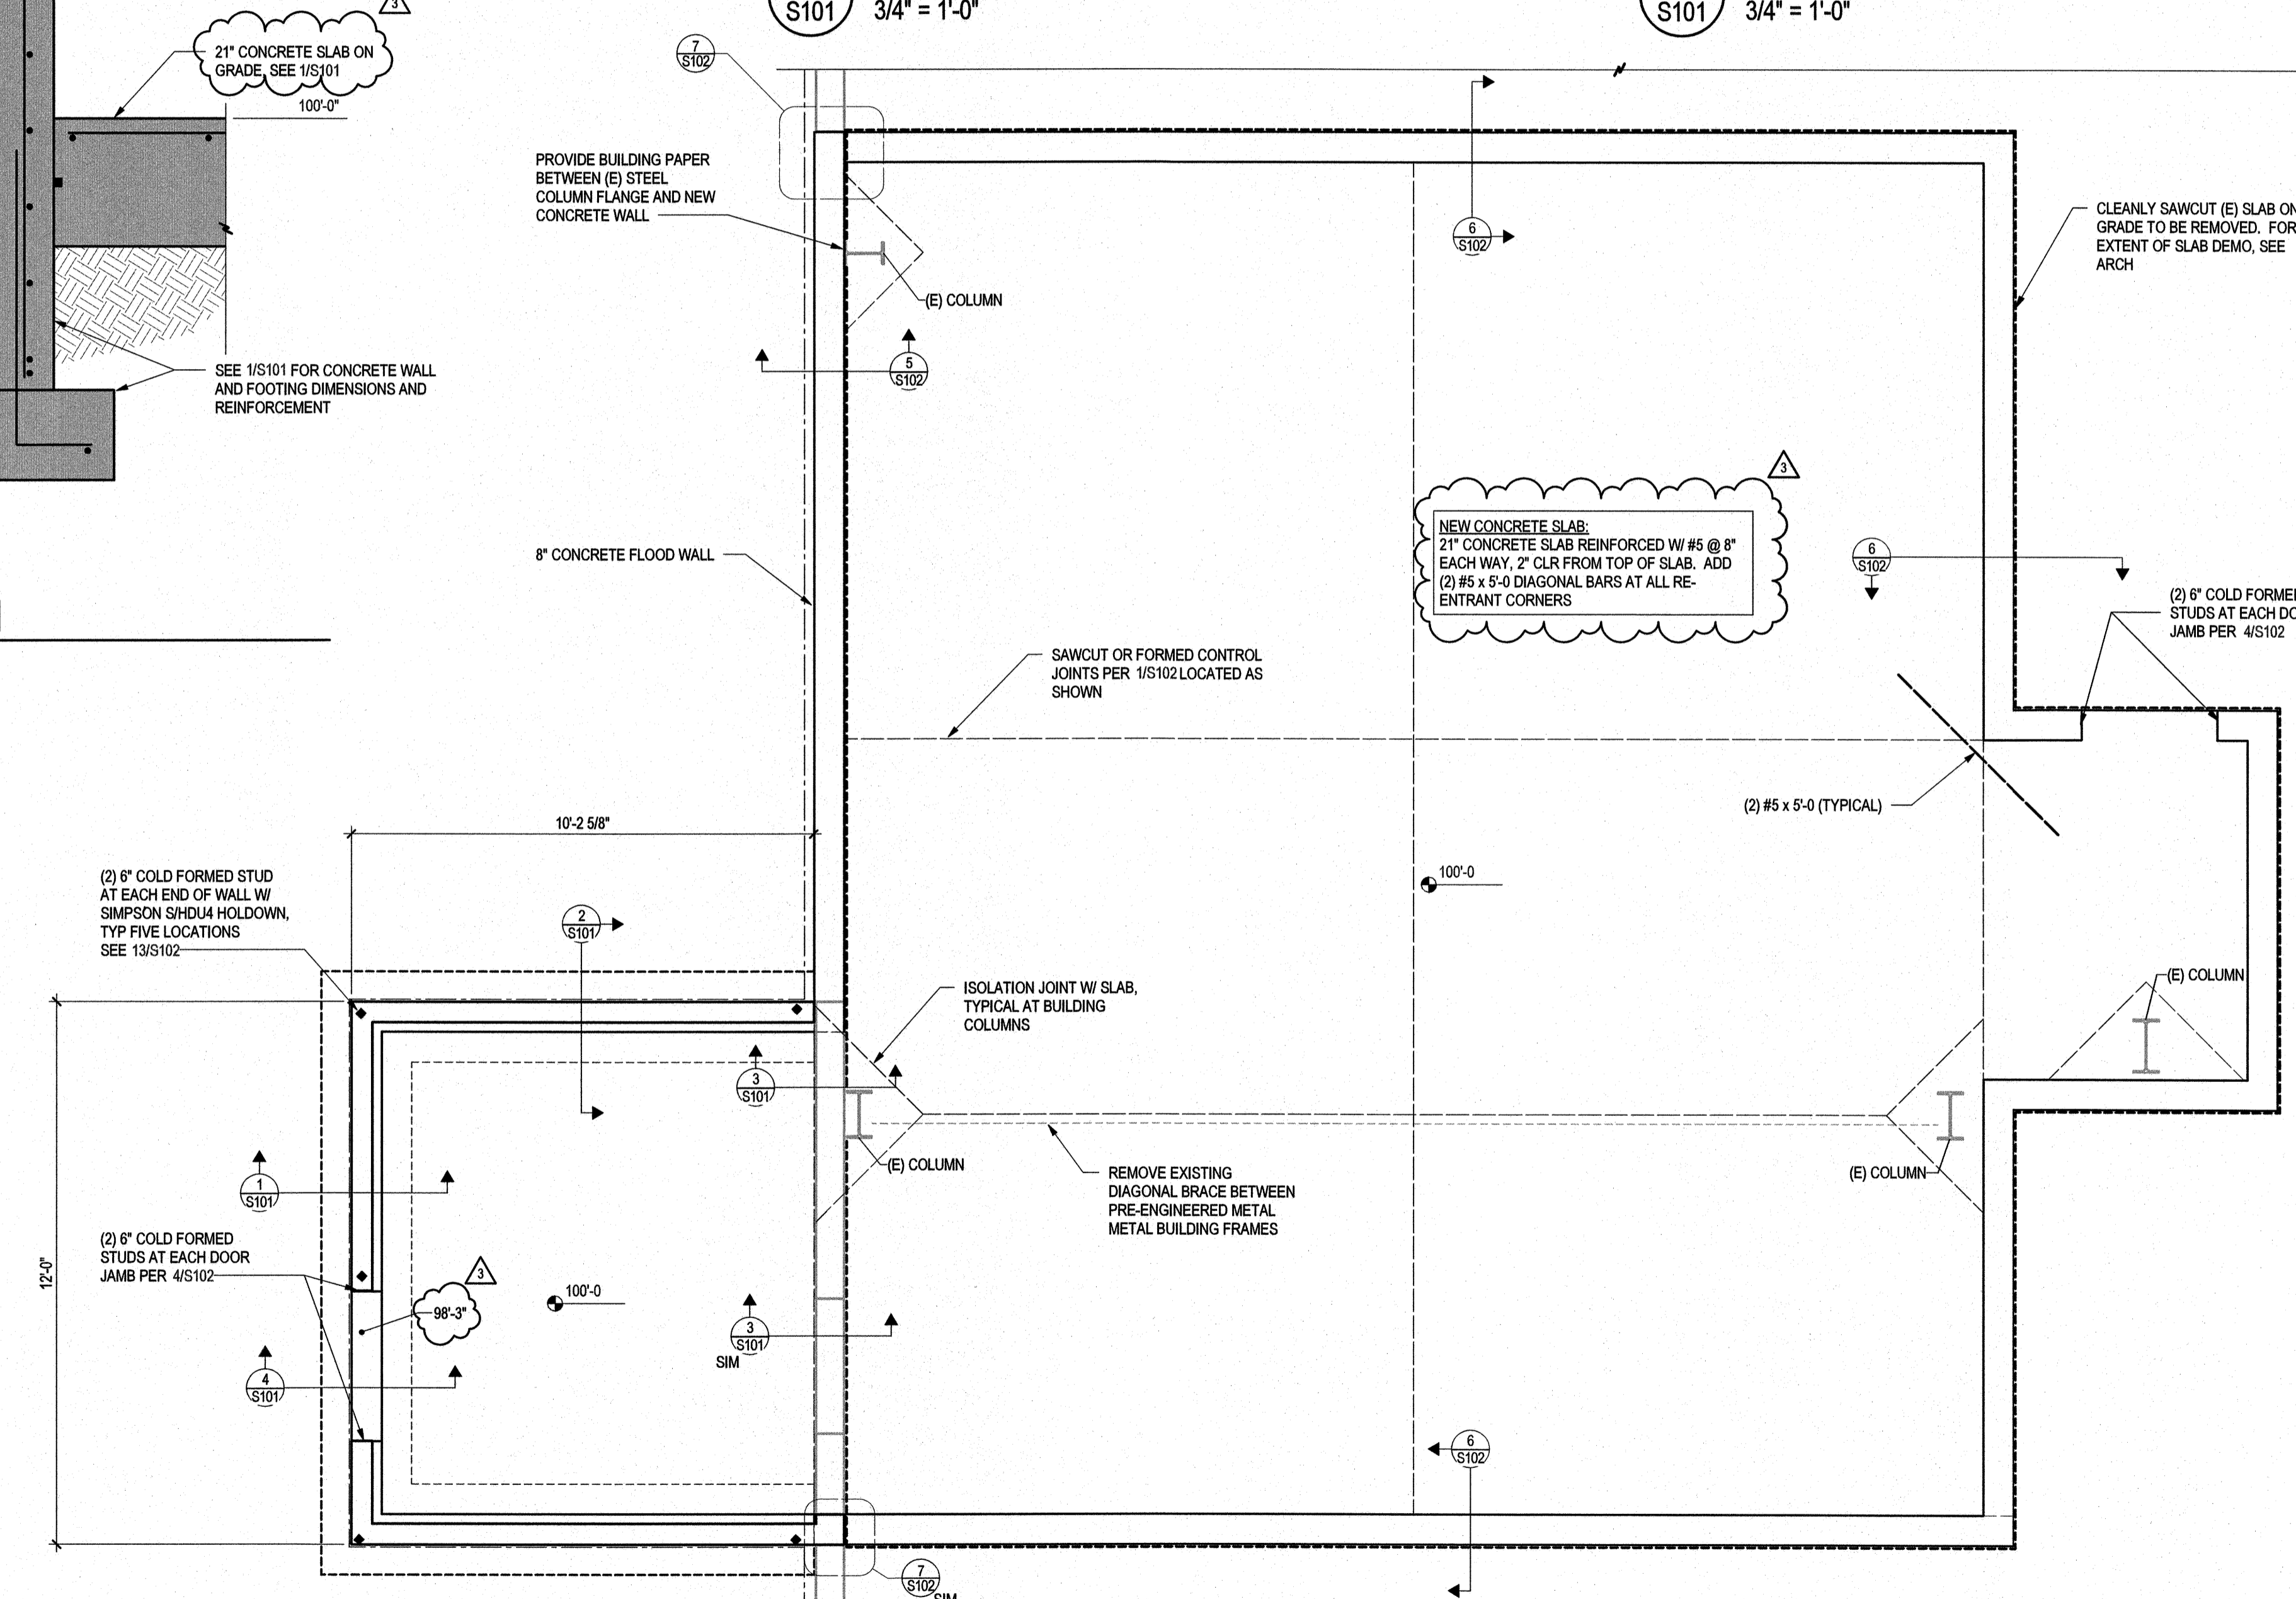 3
S101 3/4" = 1'-0"
S101 3/4" = 1'-0"
21" CONCRETE SLAB ON
GRADE, SEE 1/S101
100'-0"
7
S102
PROVIDE BUILDING PAPER
BETWEEN (E) STEEL
COLUMN FLANGE AND NEW
CONCRETE WALL
6
S102
CLEANLY SAWCUT (E) SLAB ON
GRADE TO BE REMOVED. FOR
EXTENT OF SLAB DEMO, SEE
ARCH
(E) COLUMN
5
S102
SEE 1/S101 FOR CONCRETE WALL
AND FOOTING DIMENSIONS AND
REINFORCEMENT
3
NEW CONCRETE SLAB:
21" CONCRETE SLAB REINFORCED W/ #5 @ 8"
EACH WAY, 2" CLR FROM TOP OF SLAB. ADD
(2) #5 x 5'-0 DIAGONAL BARS AT ALL RE-
ENTRANT CORNERS
8" CONCRETE FLOOD WALL
6
S102
(2) 6" COLD FORMED
STUDS AT EACH DO
JAMB PER 4/S102
SAWCUT OR FORMED CONTROL
JOINTS PER 1/S102 LOCATED AS
SHOWN
(2) #5 x 5'-0 (TYPICAL)
10'-2 5/8"
(2) 6" COLD FORMED STUD
AT EACH END OF WALL W/
SIMPSON S/HDU4 HOLDOWN,
TYP FIVE LOCATIONS
SEE 13/S102
2
S101
100'-0
ISOLATION JOINT W/ SLAB,
TYPICAL AT BUILDING
COLUMNS
(E) COLUMN
3
S101
(E) COLUMN
REMOVE EXISTING
DIAGONAL BRACE BETWEEN
PRE-ENGINEERED METAL
METAL BUILDING FRAMES
(E) COLUMN
1
S101
(2) 6" COLD FORMED
STUDS AT EACH DOOR
JAMB PER 4/S102
12'-0"
3
98'-3"
100'-0
3
S101
SIM
4
S101
6
S102
7
S102
SIM